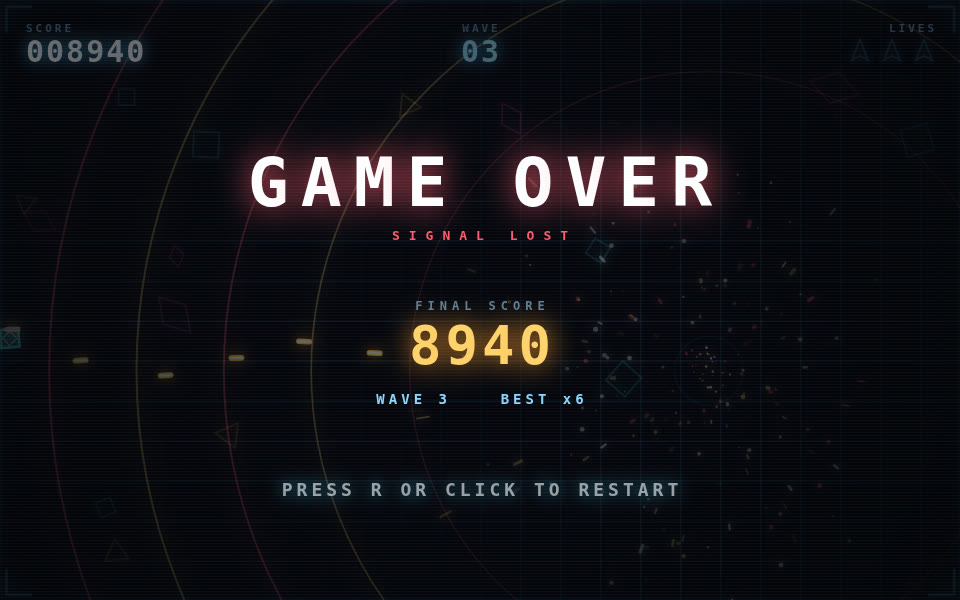 SCORE WAVE LIVES
008940 03
GAME OVER
SIGNAL LOST
FINAL SCORE
8940
WAVE 3 BEST x6
PRESS R OR CLICK TO RESTART